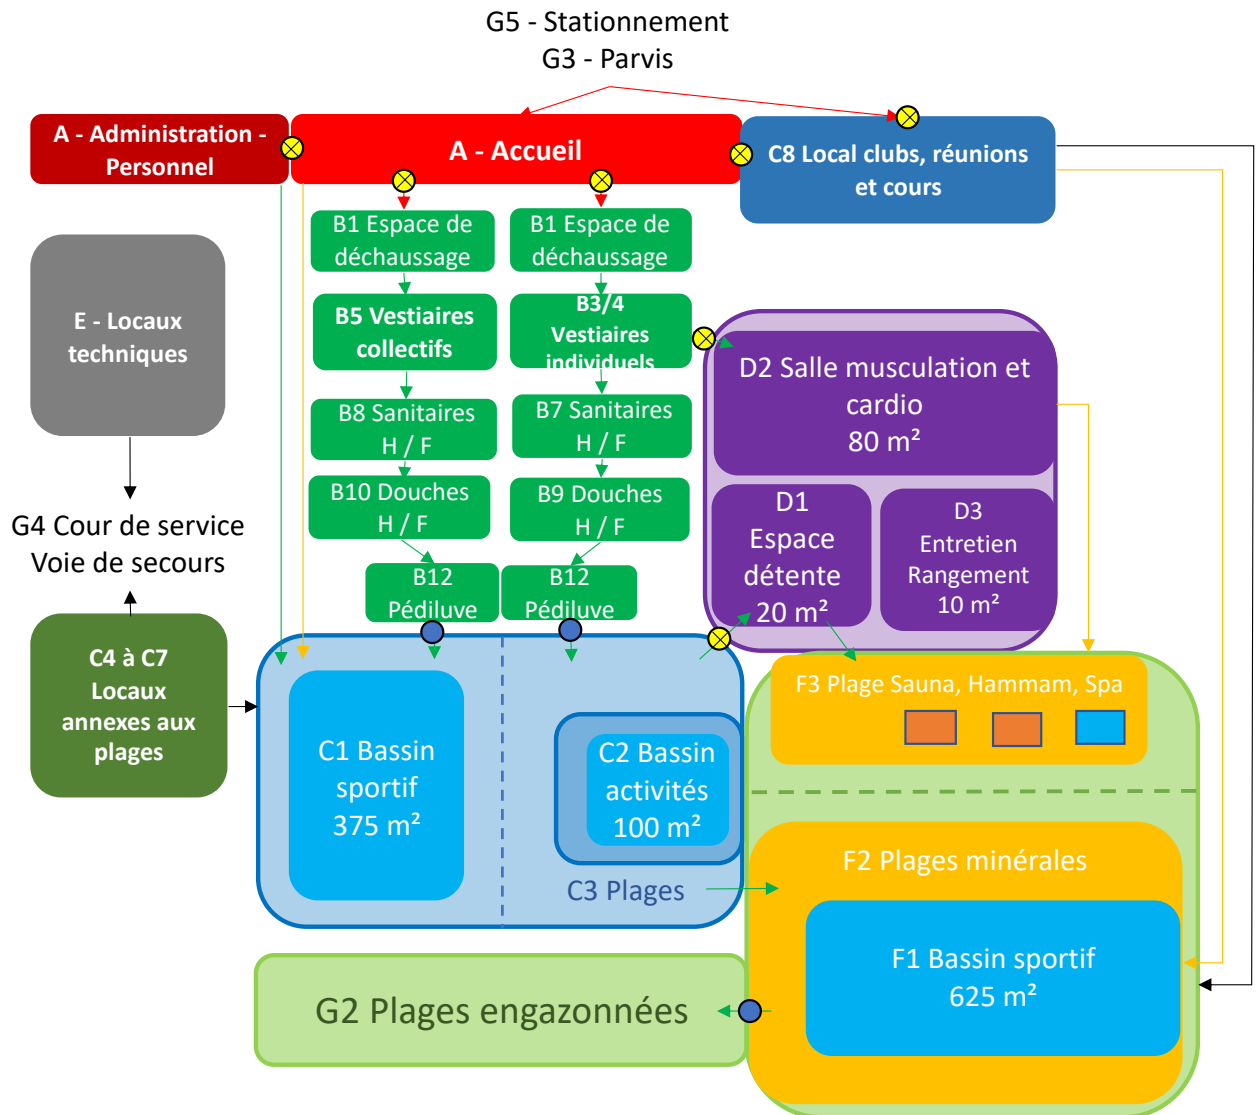 G5 - Stationnement
G3 - Parvis
A - Administration -
Personnel
A - Accueil
C8 Local clubs, réunions
et cours
B1 Espace de
déchaussage
B1 Espace de
déchaussage
E - Locaux
techniques
B5 Vestiaires
collectifs
B3/4
Vestiaires
individuels
D2 Salle musculation et
cardio
80 m²
B8 Sanitaires
H / F
B7 Sanitaires
H / F
B10 Douches
H / F
B9 Douches
H / F
D1
Espace
détente
20 m²
D3
Entretien
Rangement
10 m²
G4 Cour de service
Voie de secours
B12
Pédiluve
B12
Pédiluve
C4 à C7
Locaux
annexes aux
plages
F3 Plage Sauna, Hammam, Spa
C1 Bassin
sportif
375 m²
C2 Bassin
activités
100 m²
C3 Plages
F2 Plages minérales
F1 Bassin sportif
625 m²
G2 Plages engazonnées